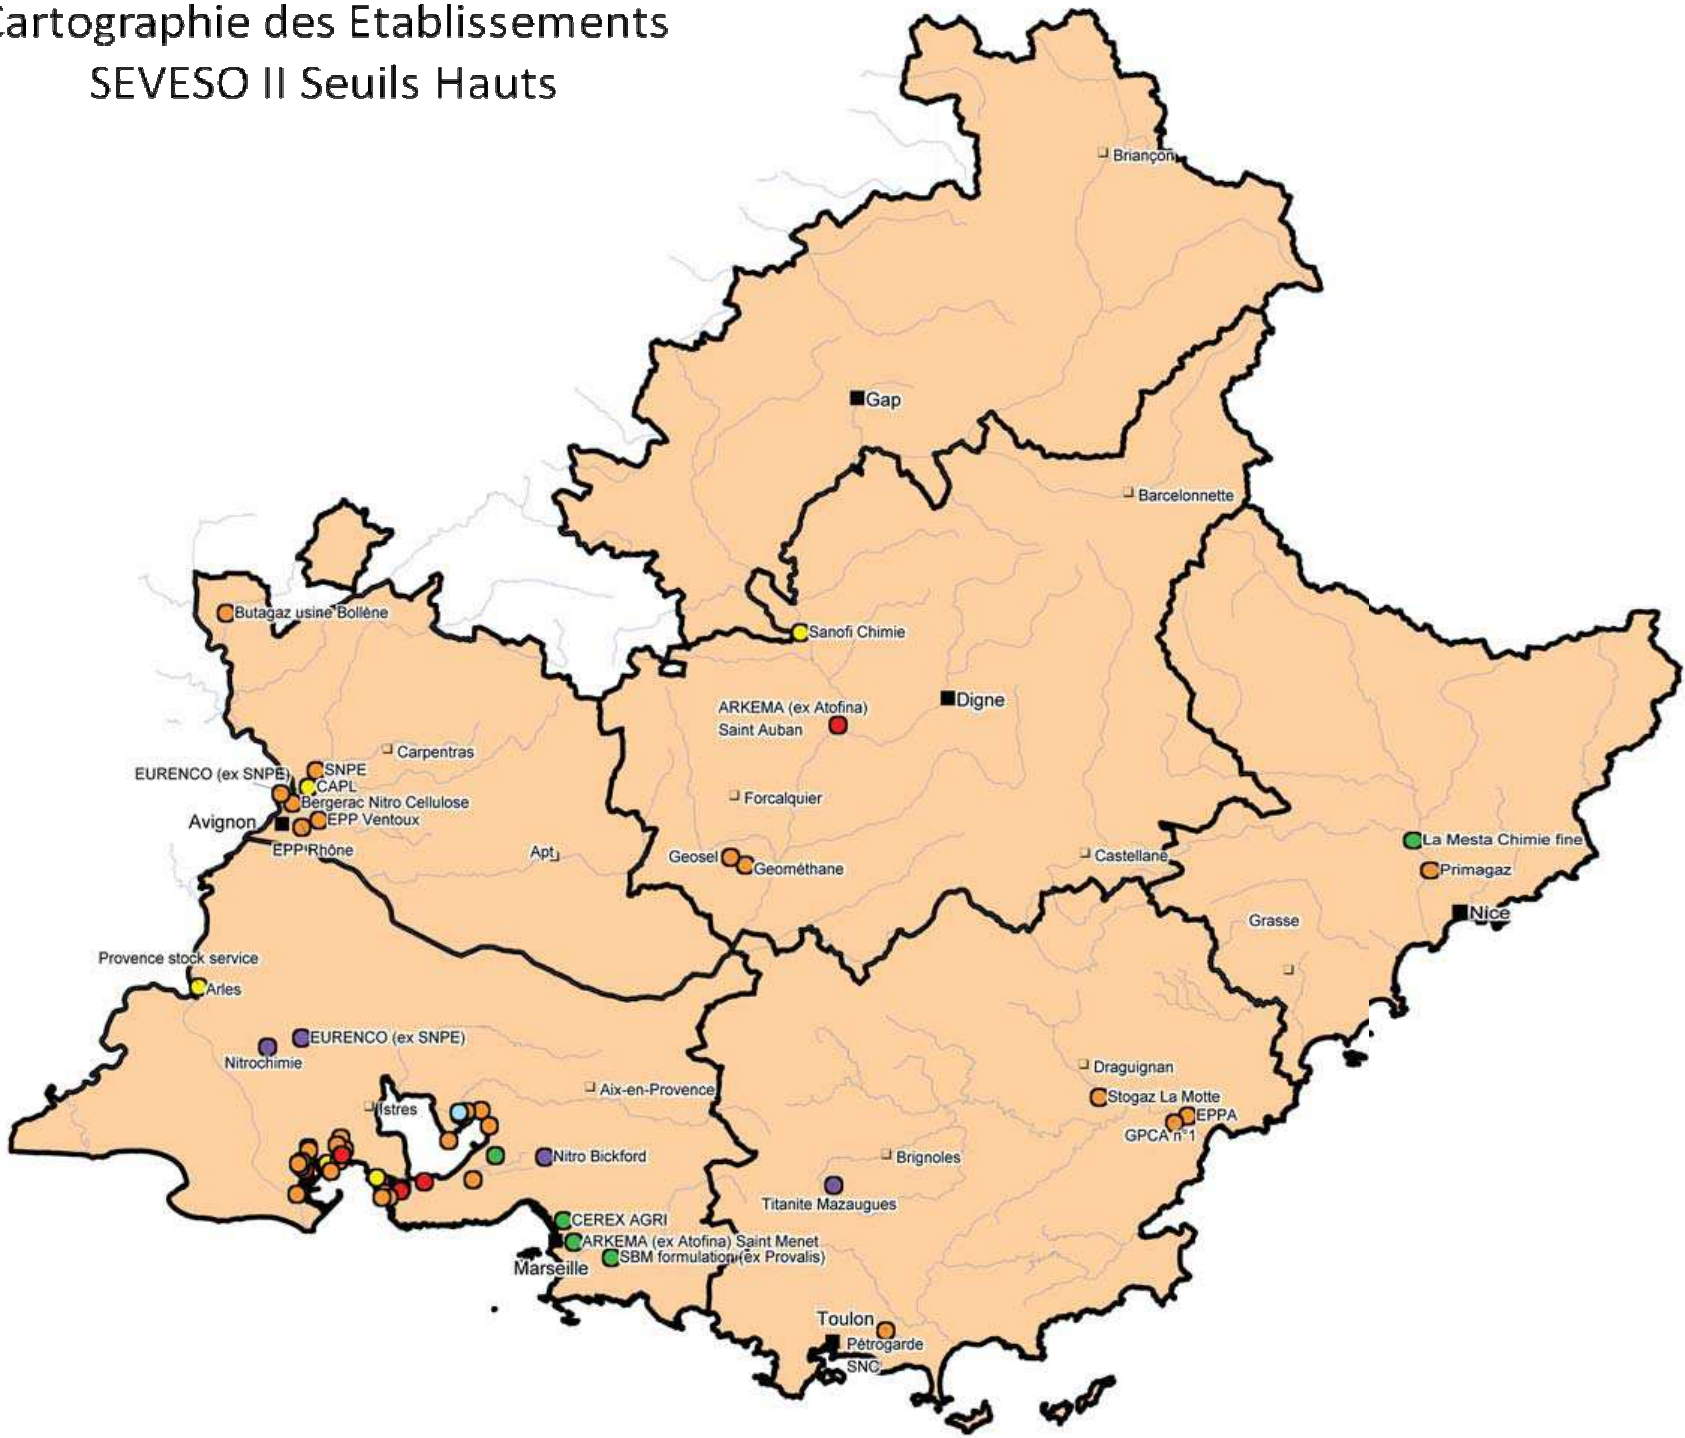 Cartographie des Etablissements
SEVESO II Seuils Hauts
Briançon
Gap
Barcelonnette
Butagaz usine Bollène
Sanofi Chimie
Digne
ARKEMA (ex Atofina)
Saint Auban
Carpentras
EURENCO (ex SNPE)
SNPE
CAPL
Bergerac Nitro Cellulose
Forcalquier
Avignon
EPP Ventoux
EPP Rhône
Apt
Geosel
Geométhane
Castellane
La Mesta Chimie fine
Primagaz
Nice
Grasse
Provence stock service
Arles
EURENCO (ex SNPE)
Nitrochimie
Draguignan
Aix-en-Provence
Stogaz La Motte
Istres
EPPA
GPCA n°1
Nitro Bickford
Brignoles
Titanite Mazaugues
CEREX AGRI
ARKEMA (ex Atofina) Saint Menet
SBM formulation (ex Provalis)
Marseille
Toulon
Pétrogarde
SNC